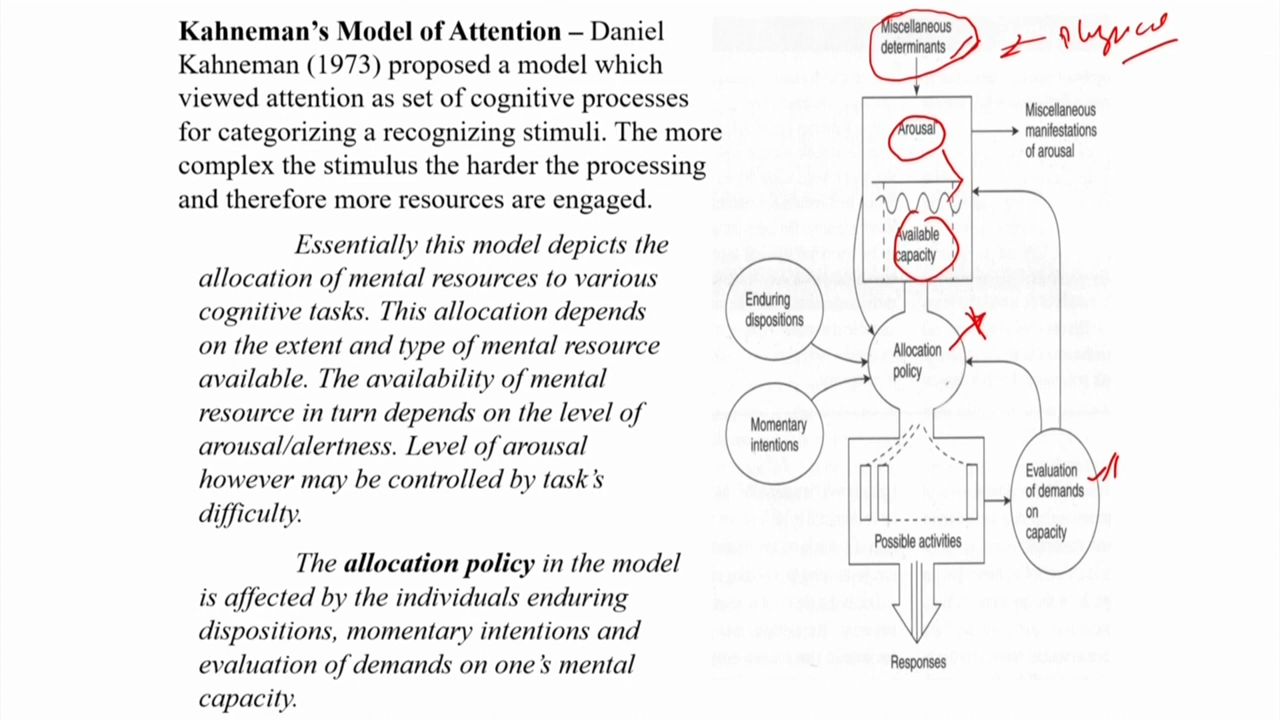 Kahneman's Model of Attention – Daniel
Kahneman (1973) proposed a model which
viewed attention as set of cognitive processes
for categorizing a recognizing stimuli. The more
complex the stimulus the harder the processing
and therefore more resources are engaged.
Essentially this model depicts the
allocation of mental resources to various
cognitive tasks. This allocation depends
on the extent and type of mental resource
available. The availability of mental
resource in turn depends on the level of
arousal/alertness. Level of arousal
however may be controlled by task's
difficulty.
The allocation policy in the model
is affected by the individuals enduring
dispositions, momentary intentions and
evaluation of demands on one's mental
capacity.
Miscellaneous
determinants
physical
Arousal
Miscellaneous
manifestations
of arousal
Available
capacity
Enduring
dispositions
Allocation
policy
Momentary
intentions
Evaluation
of demands
on
capacity
Possible activities
Responses